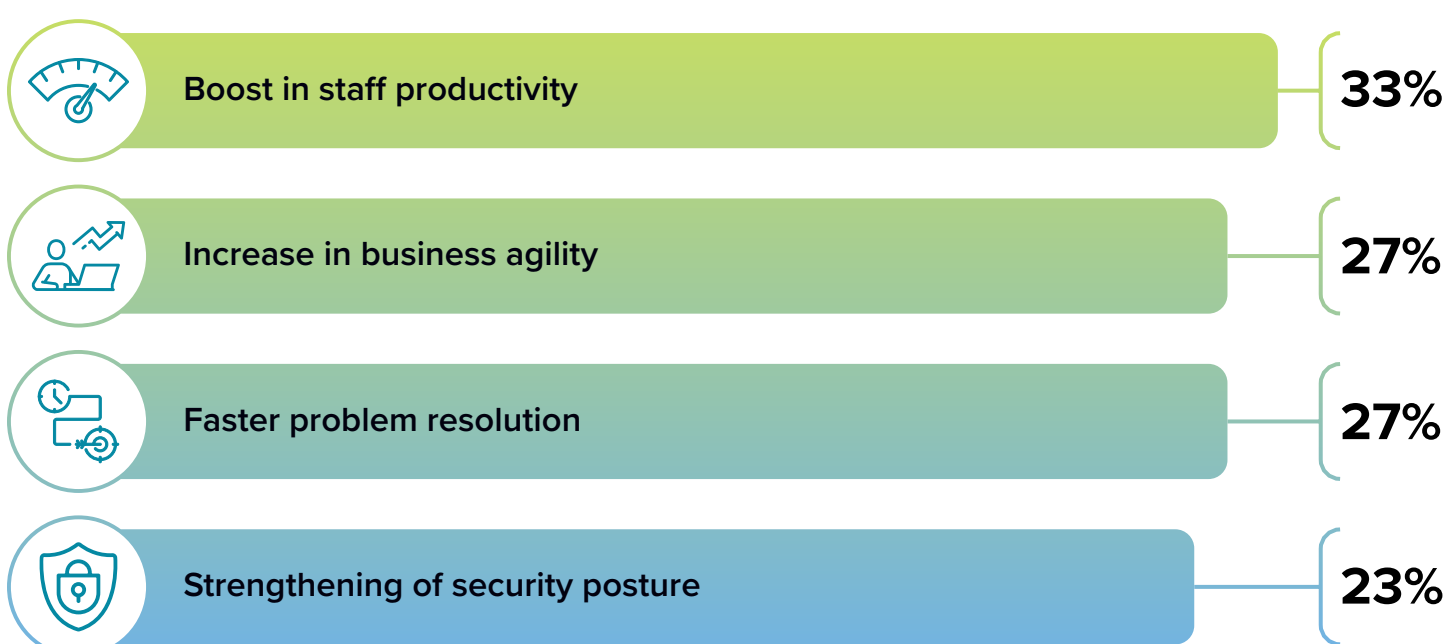 Boost in staff productivity 33%
Increase in business agility 27%
Faster problem resolution 27%
Strengthening of security posture 23%